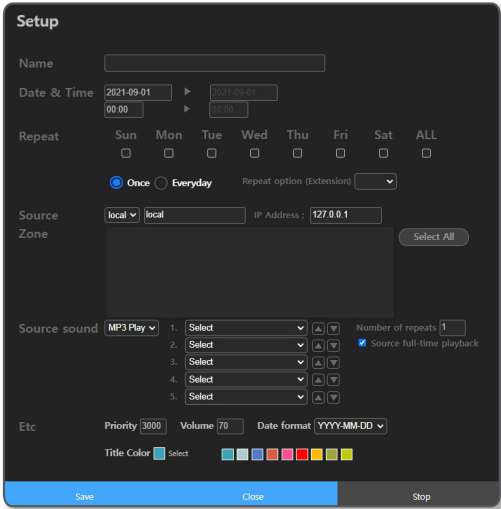 Setup
Name
Date & Time 2021-09-01 2021-09-01
00:00 00:00
Repeat Sun Mon Tue Wed Thu Fri Sat ALL
Once Everyday Repeat option (Extension)
Source local local IP Address : 127.0.0.1
Zone Select All
Source sound MP3 Play 1. Select Number of repeats 1
2. Select Source full-time playback
3. Select
4. Select
5. Select
Etc Priority 3000 Volume 70 Date format YYYY-MM-DD
Title Color Select
Save Close Stop